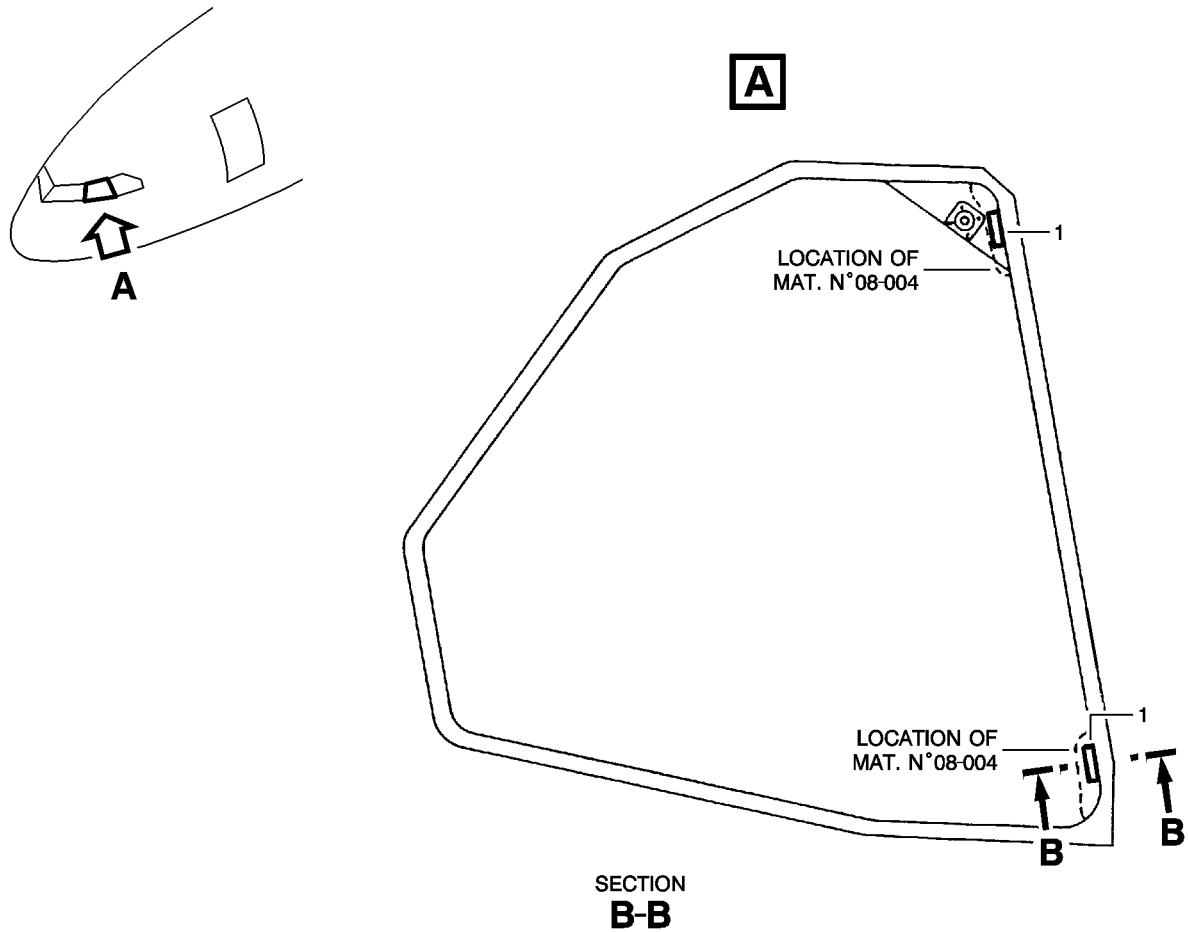 A
A
1
LOCATION OF
MAT. N°08-004
1
LOCATION OF
MAT. N°08-004
B
B
SECTION
B-B